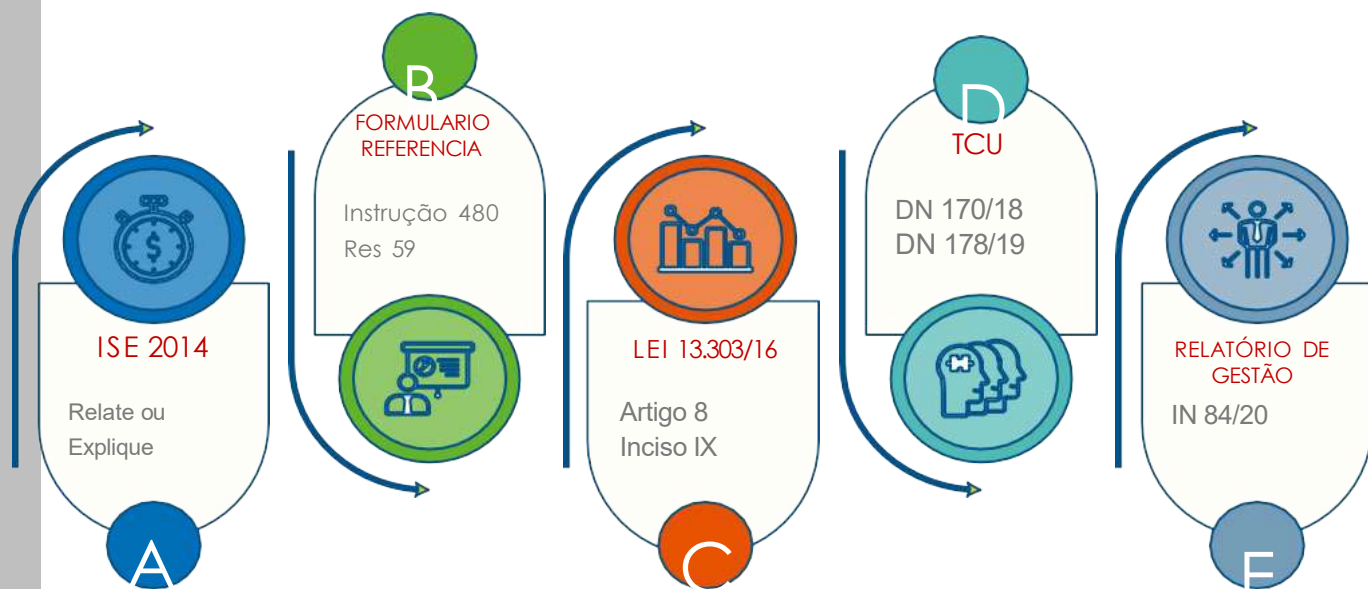 A
ISE 2014
Relate ou
Explique
B
FORMULARIO
REFERENCIA
Instrução 480
Res 59
C
LEI 13.303/16
Artigo 8
Inciso IX
D
TCU
DN 170/18
DN 178/19
E
RELATÓRIO DE
GESTÃO
IN 84/20
$